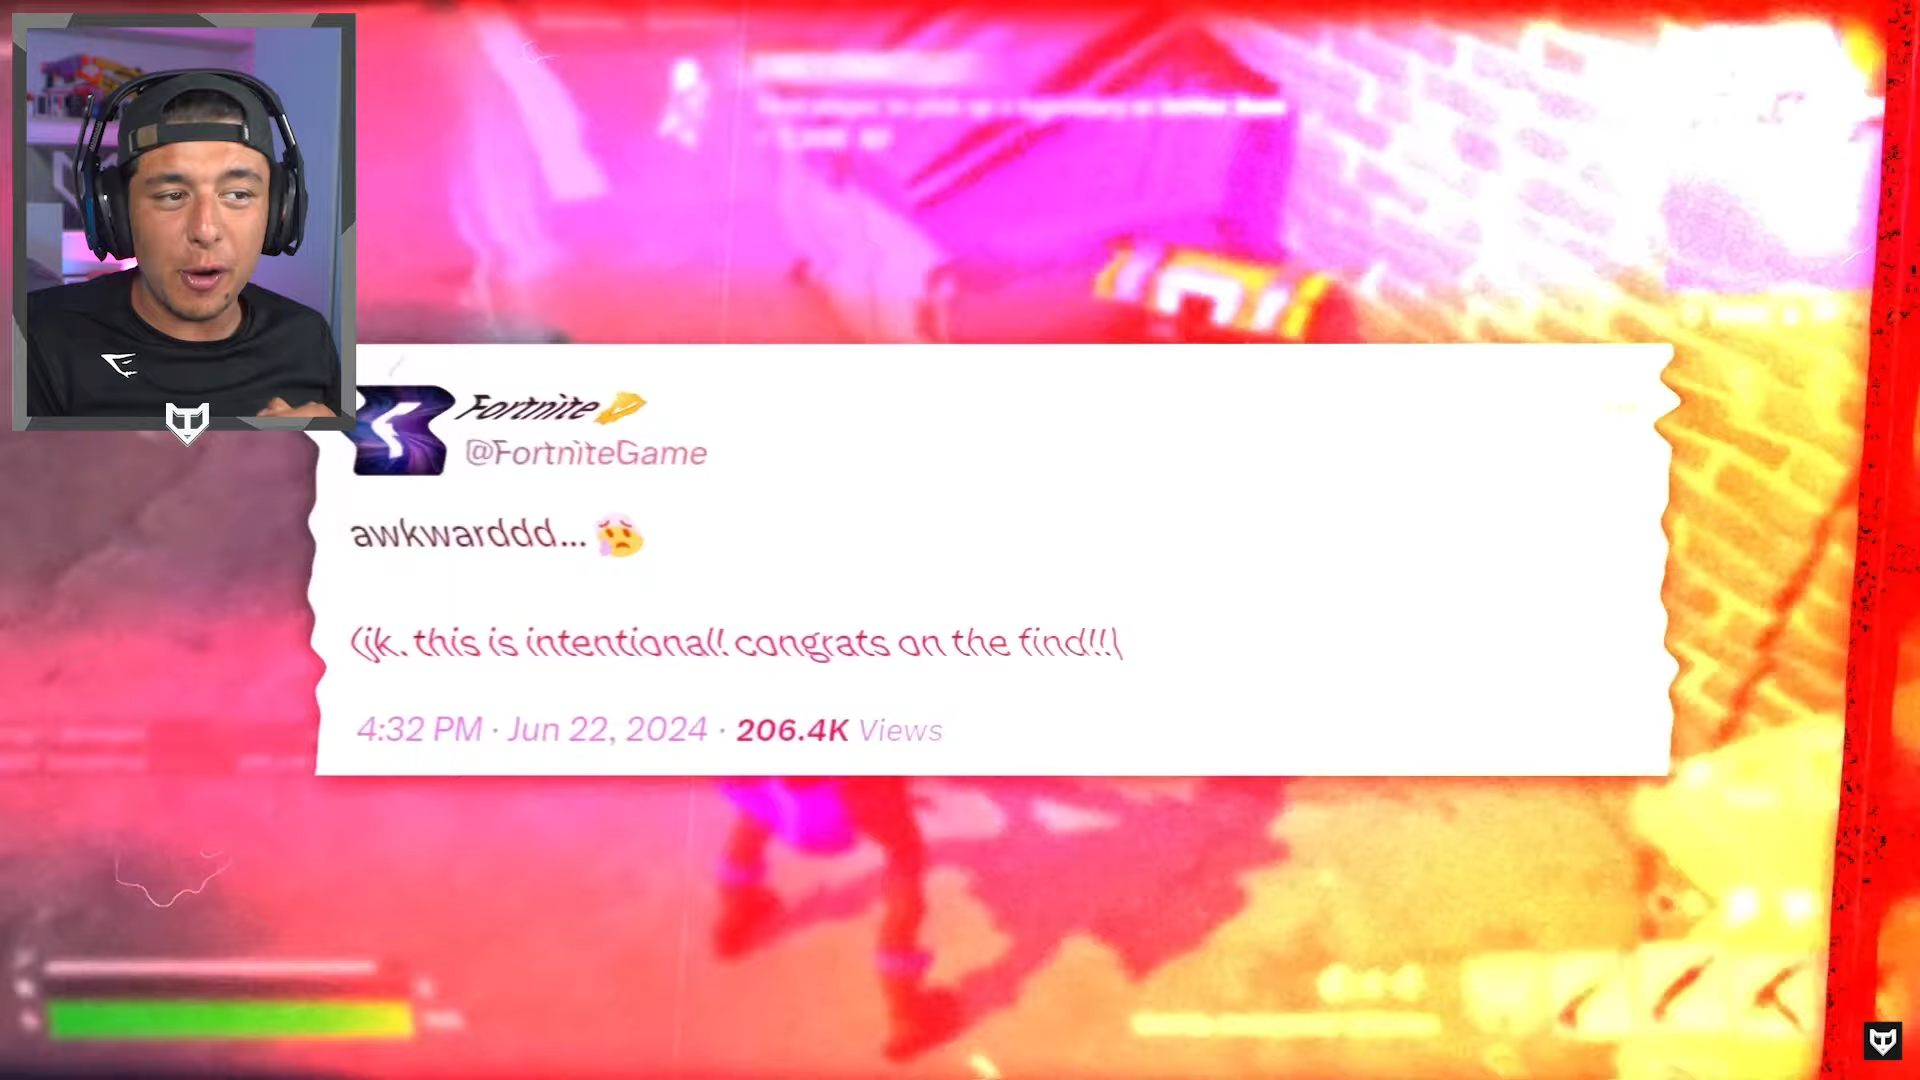 Fortnite
@FortniteGame
awkwarddd... 😥
(jk. this is intentional! congrats on the find!!)
4:32 PM · Jun 22, 2024 · 206.4K Views